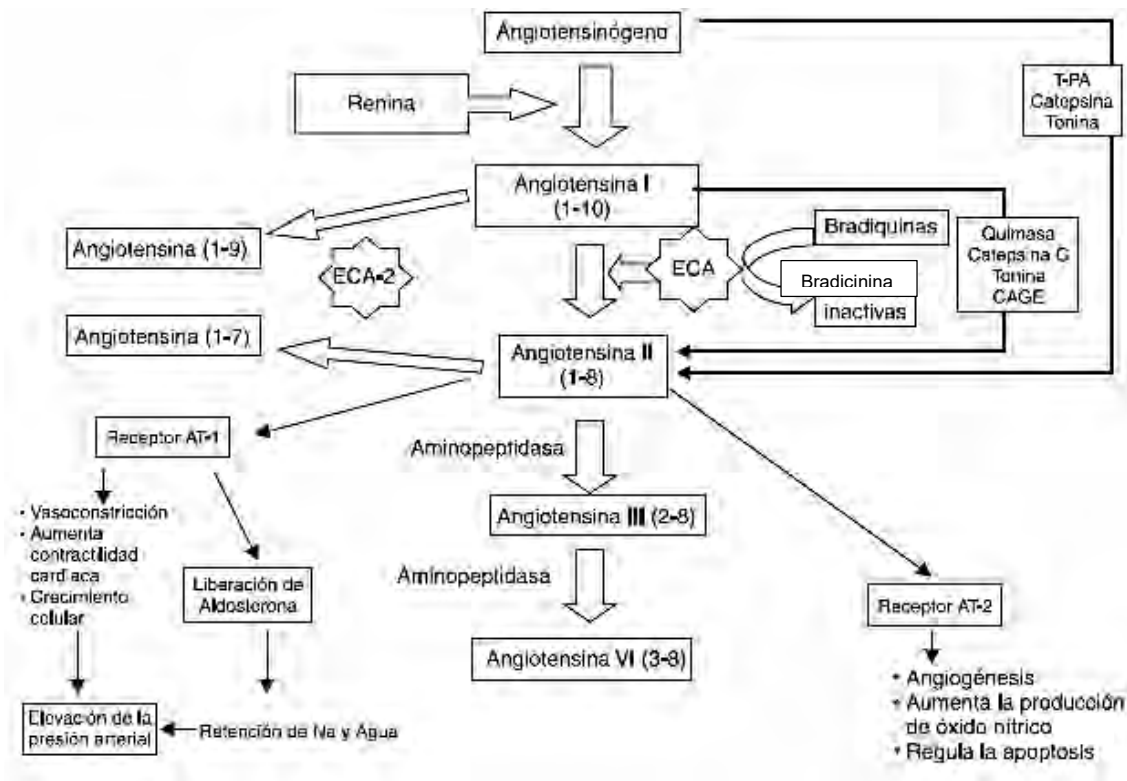 Angiotensinógeno
T-PA
Catepsina
Tonina
Renina
Angiotensina I
(1-10)
Angiotensina (1-9)
ECA-2
ECA
Bradiquinas
Bradicinina
inactivas
Quimasa
Catepsina G
Tonina
CAGE
Angiotensina (1-7)
Angiotensina II
(1-8)
Receptor AT-1
Aminopeptidasa
Angiotensina III (2-8)
• Vasoconstricción
• Aumenta
contractilidad
cardiaca
• Crecimiento
celular
Liberación de
Aldosterona
Aminopeptidasa
Receptor AT-2
Angiotensina VI (3-8)
• Angiogénesis
• Aumenta la producción
de óxido nítrico
• Regula la apoptosis
Elevación de la
presión arterial
Retención de Na y Agua